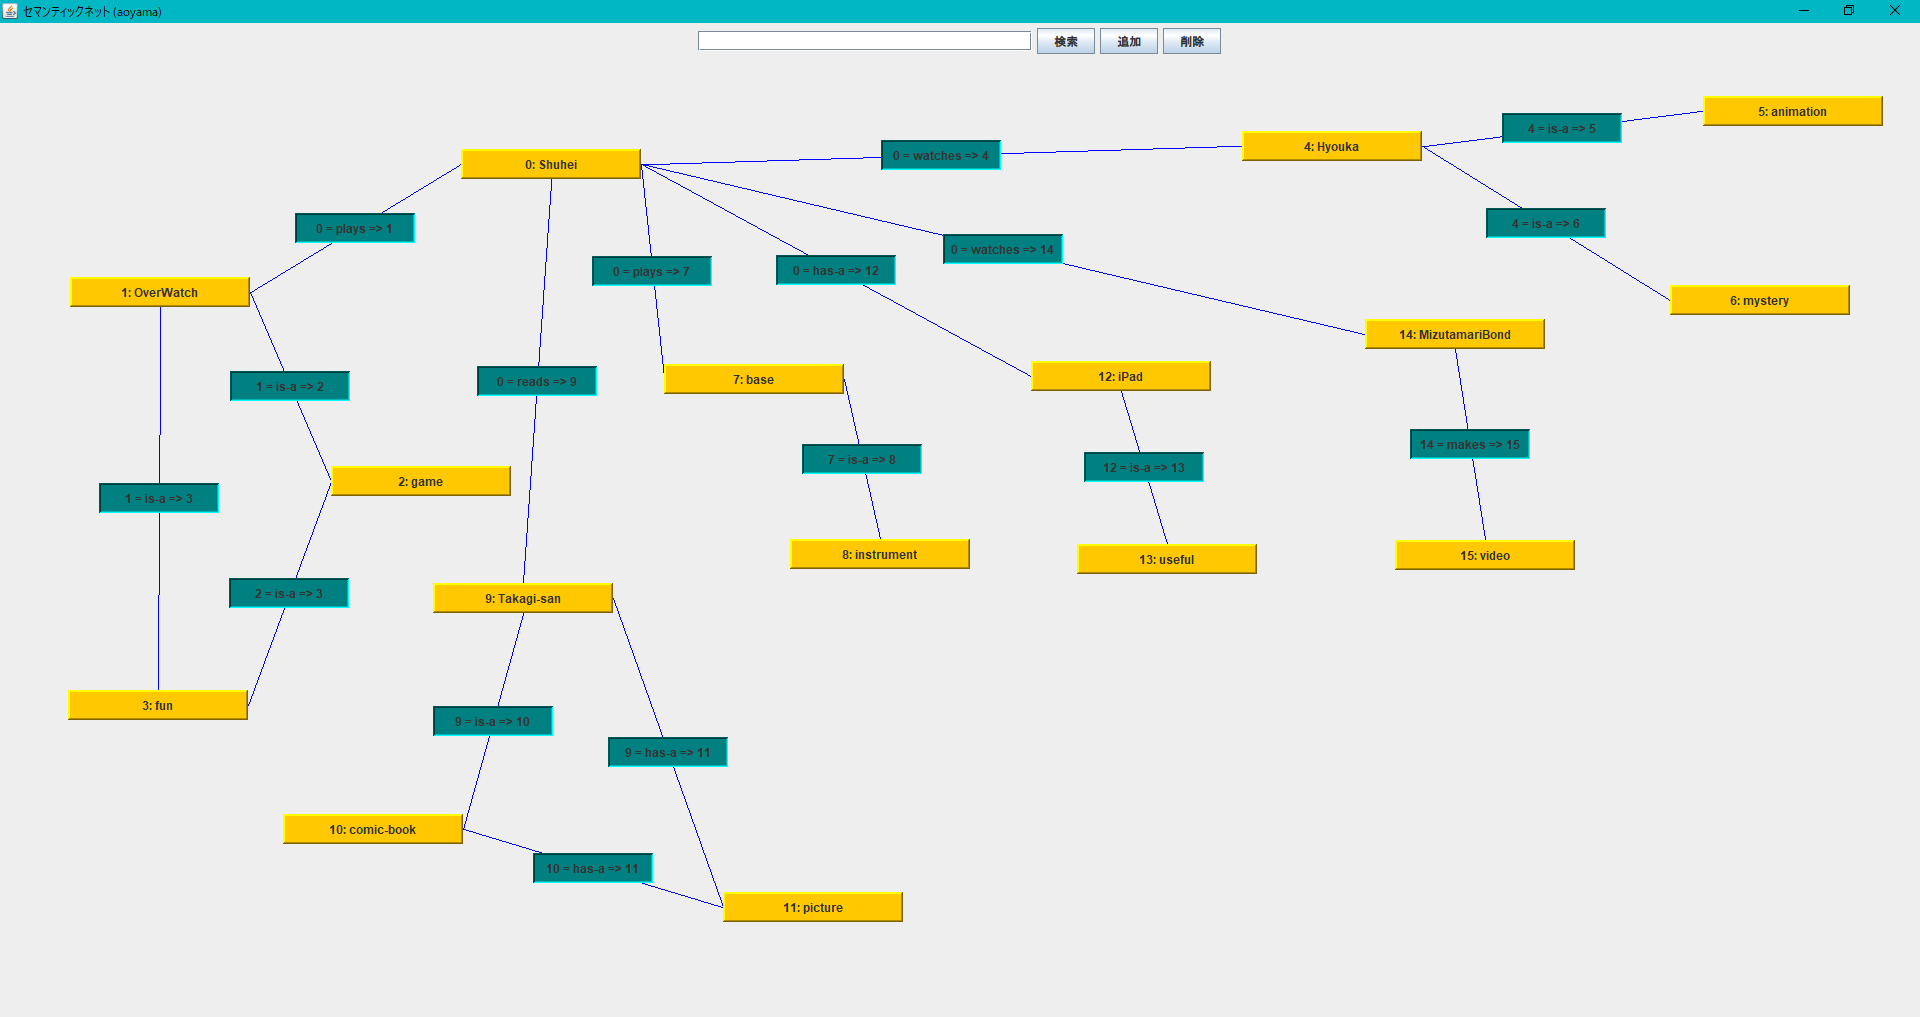 セマンティックネット (aoyama)
検索 追加 削除
5: animation
4 = is-a => 5
4: Hyouka
0 = watches => 4
0: Shuhei
4 = is-a => 6
0 = plays => 1
0 = watches => 14
0 = plays => 7
0 = has-a => 12
1: OverWatch
6: mystery
14: MizutamariBond
12: iPad
7: base
0 = reads => 9
1 = is-a => 2
14 = makes => 15
7 = is-a => 8
12 = is-a => 13
2: game
1 = is-a => 3
8: instrument
15: video
13: useful
2 = is-a => 3
9: Takagi-san
3: fun
9 = is-a => 10
9 = has-a => 11
10: comic-book
10 = has-a => 11
11: picture